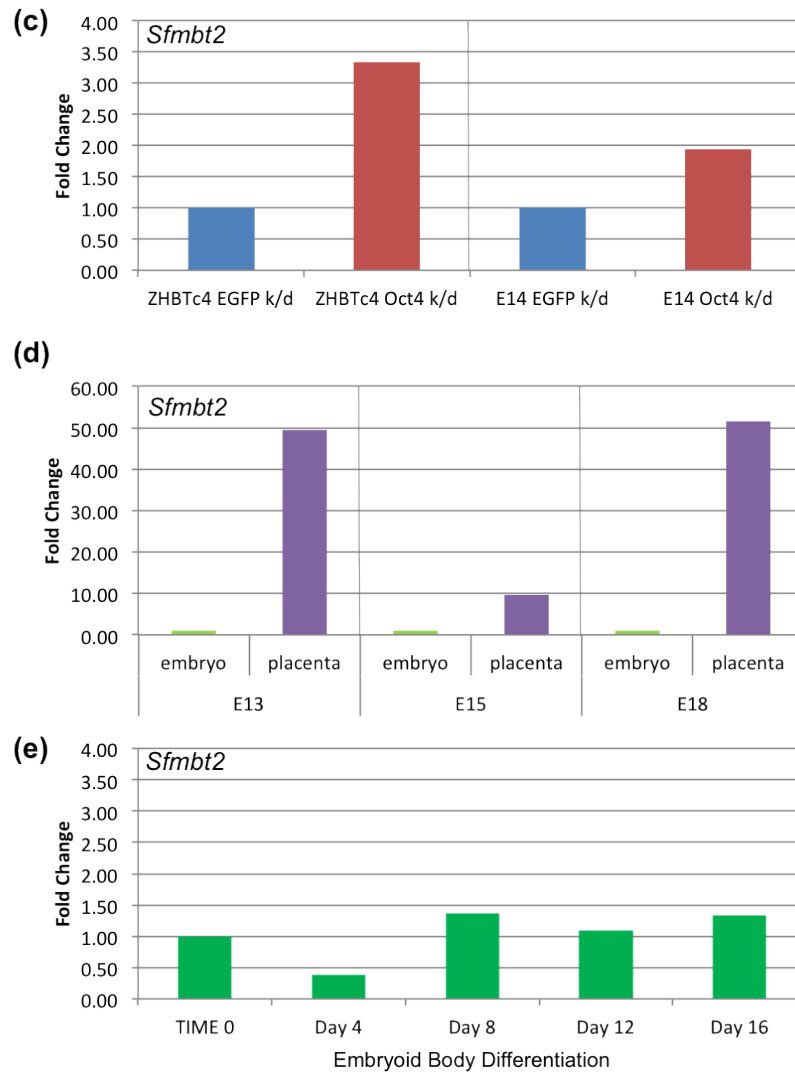 (c)
Sfmbt2
4.00
3.50
3.00
2.50
2.00
1.50
1.00
0.50
0.00
Fold Change
ZHBTc4 EGFP k/d ZHBTc4 Oct4 k/d E14 EGFP k/d E14 Oct4 k/d
(d)
Sfmbt2
60.00
50.00
40.00
30.00
20.00
10.00
0.00
Fold Change
embryo placenta embryo placenta embryo placenta
E13 E15 E18
(e)
Sfmbt2
4.00
3.50
3.00
2.50
2.00
1.50
1.00
0.50
0.00
Fold Change
TIME 0 Day 4 Day 8 Day 12 Day 16
Embryoid Body Differentiation